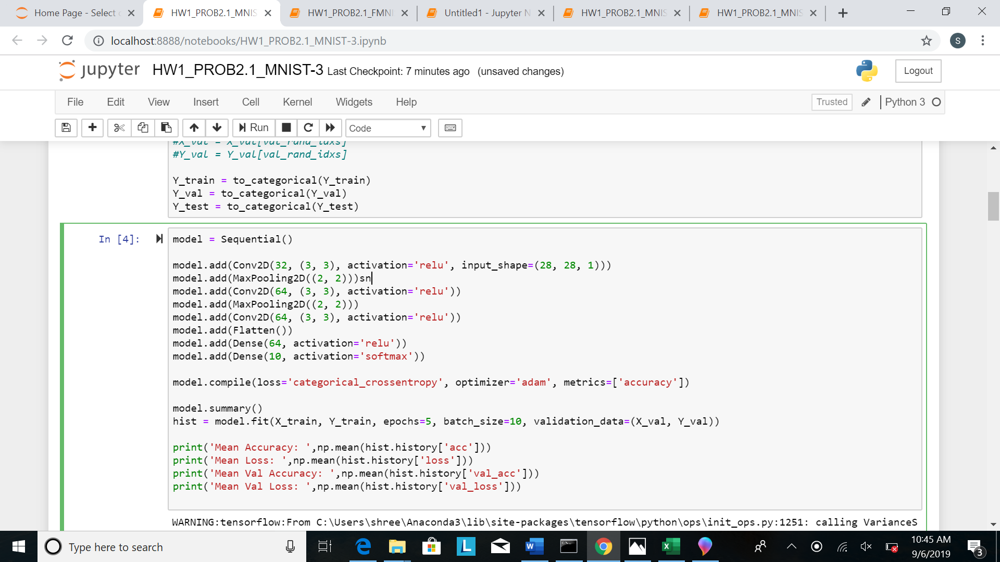 Home Page - Select
HW1_PROB2.1_MNIS
HW1_PROB2.1_FMNI
Untitled1 - Jupyter N
HW1_PROB2.1_MNIS
HW1_PROB2.1_MNIS
localhost:8888/notebooks/HW1_PROB2.1_MNIST-3.ipynb
S
jupyter HW1_PROB2.1_MNIST-3 Last Checkpoint: 7 minutes ago (unsaved changes)
Logout
File Edit View Insert Cell Kernel Widgets Help
Trusted
Python 3
Run
Code
#X_val = X_val[val_rand_idxs]
#Y_val = Y_val[val_rand_idxs]
Y_train = to_categorical(Y_train)
Y_val = to_categorical(Y_val)
Y_test = to_categorical(Y_test)
In [4]:
model = Sequential()
model.add(Conv2D(32, (3, 3), activation='relu', input_shape=(28, 28, 1)))
model.add(MaxPooling2D((2, 2)))sn
model.add(Conv2D(64, (3, 3), activation='relu'))
model.add(MaxPooling2D((2, 2)))
model.add(Conv2D(64, (3, 3), activation='relu'))
model.add(Flatten())
model.add(Dense(64, activation='relu'))
model.add(Dense(10, activation='softmax'))
model.compile(loss='categorical_crossentropy', optimizer='adam', metrics=['accuracy'])
model.summary()
hist = model.fit(X_train, Y_train, epochs=5, batch_size=10, validation_data=(X_val, Y_val))
print('Mean Accuracy: ',np.mean(hist.history['acc']))
print('Mean Loss: ',np.mean(hist.history['loss']))
print('Mean Val Accuracy: ',np.mean(hist.history['val_acc']))
print('Mean Val Loss: ',np.mean(hist.history['val_loss']))
WARNING:tensorflow:From C:\Users\shree\Anaconda3\lib\site-packages\tensorflow\python\ops\init_ops.py:1251: calling VarianceS
Type here to search
10:45 AM
9/6/2019
3